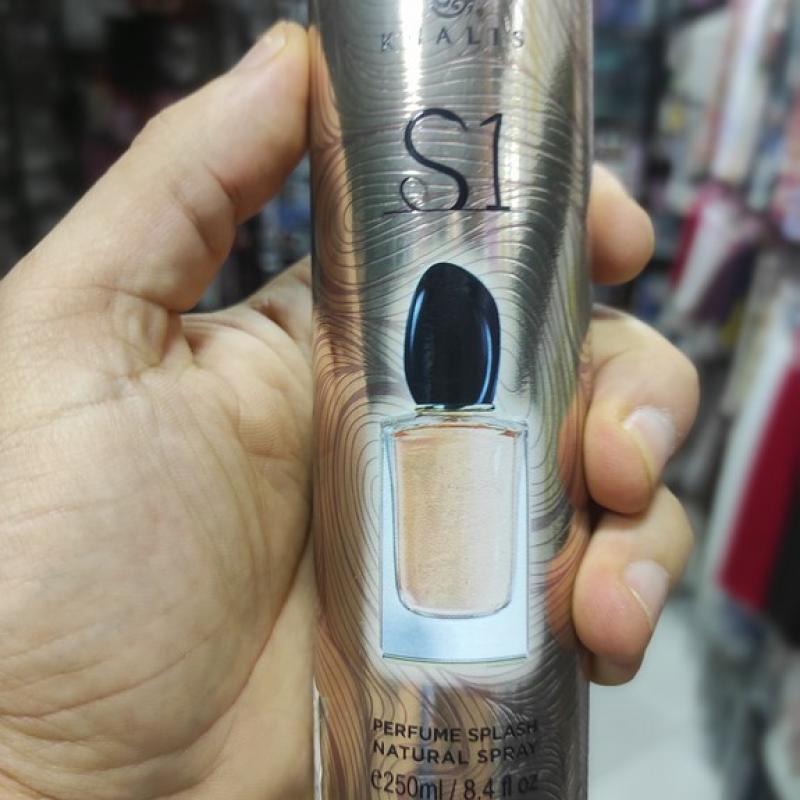 KHALIS
S1
PERFUME SPLASH
NATURAL SPRAY
℮250ml / 8.4 fl oz